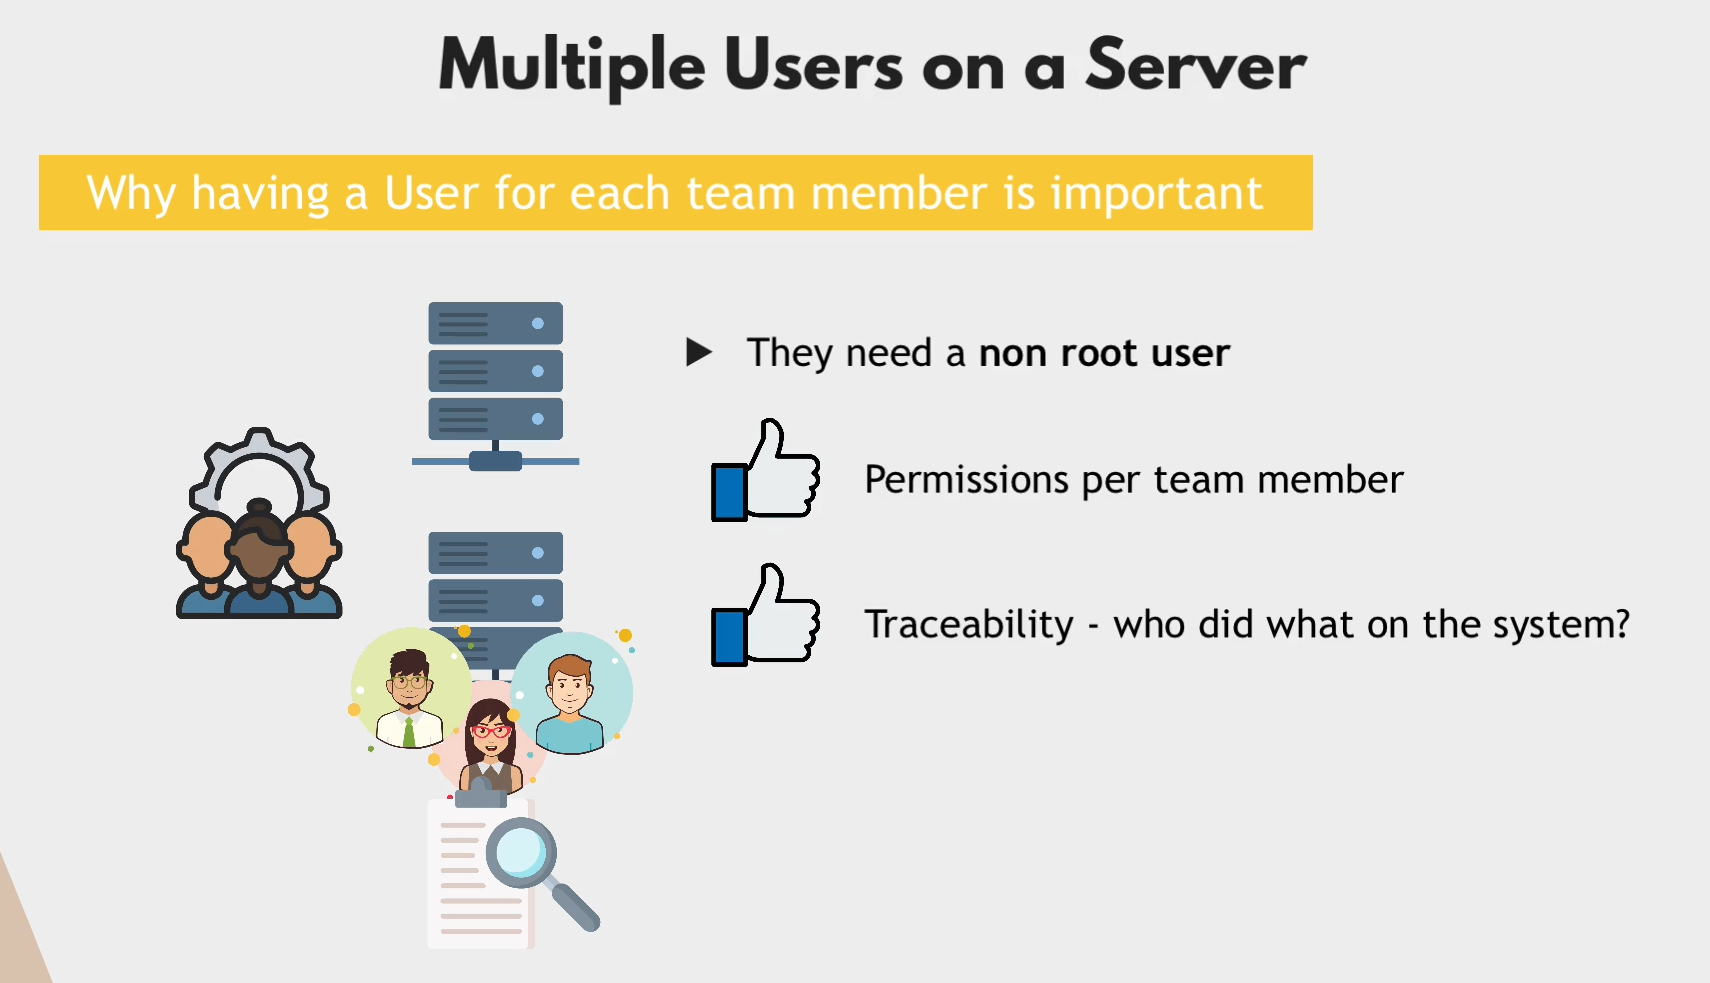 Multiple Users on a Server
Why having a User for each team member is important
They need a non root user
Permissions per team member
Traceability - who did what on the system?